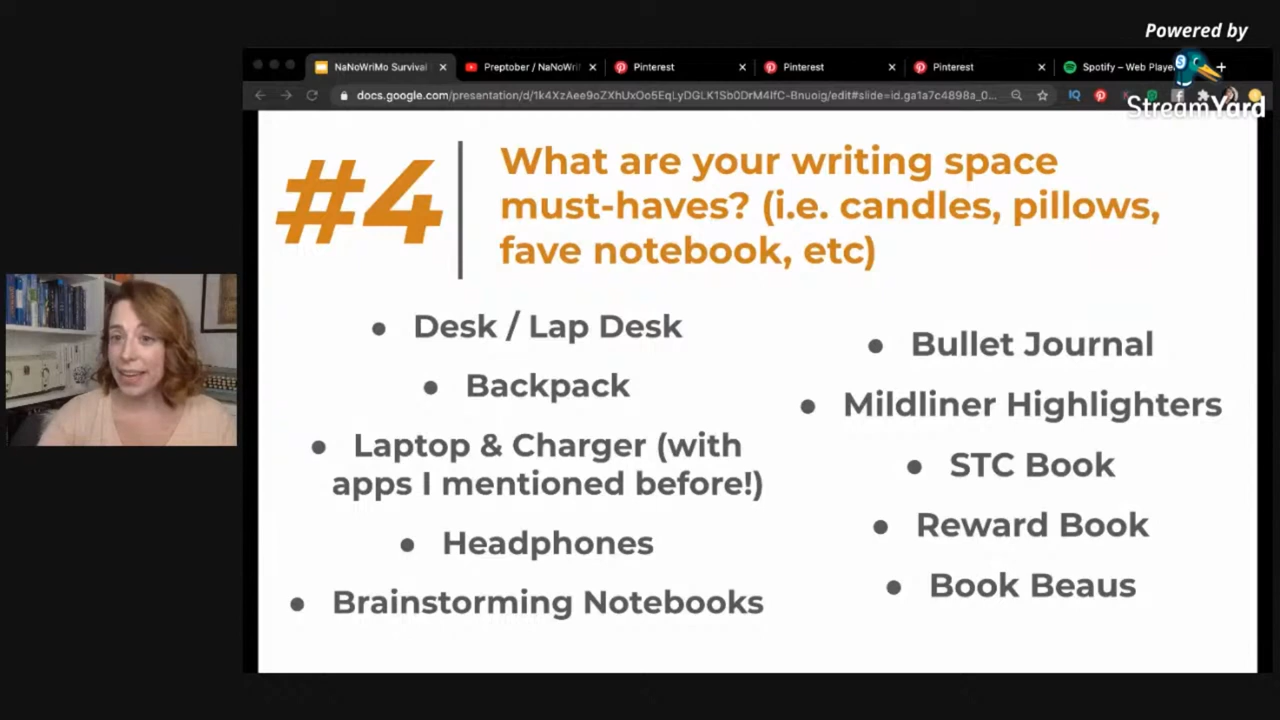 Powered by
StreamYard
NaNoWriMo Survival
Preptober / NaNoWri
Pinterest
Pinterest
Pinterest
Spotify – Web Playe
#4
What are your writing space
must-haves? (i.e. candles, pillows,
fave notebook, etc)
• Desk / Lap Desk
• Backpack
• Laptop & Charger (with
apps I mentioned before!)
• Headphones
• Brainstorming Notebooks
• Bullet Journal
• Mildliner Highlighters
• STC Book
• Reward Book
• Book Beaus